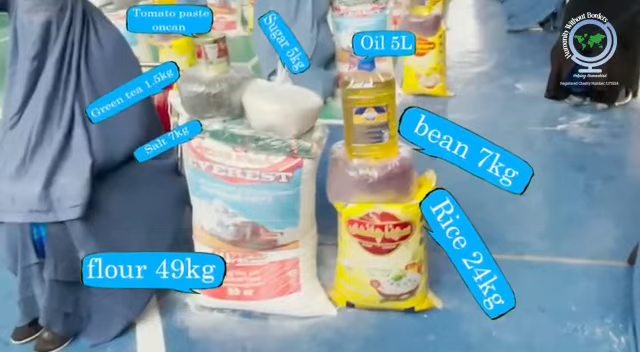 Tomato paste
oncan
Sugar 5kg
Oil 5L
Green tea 1.5kg
Salt 7kg
bean 7kg
Rice 24kg
flour 49kg
EVEREST
Humanity Without Borders